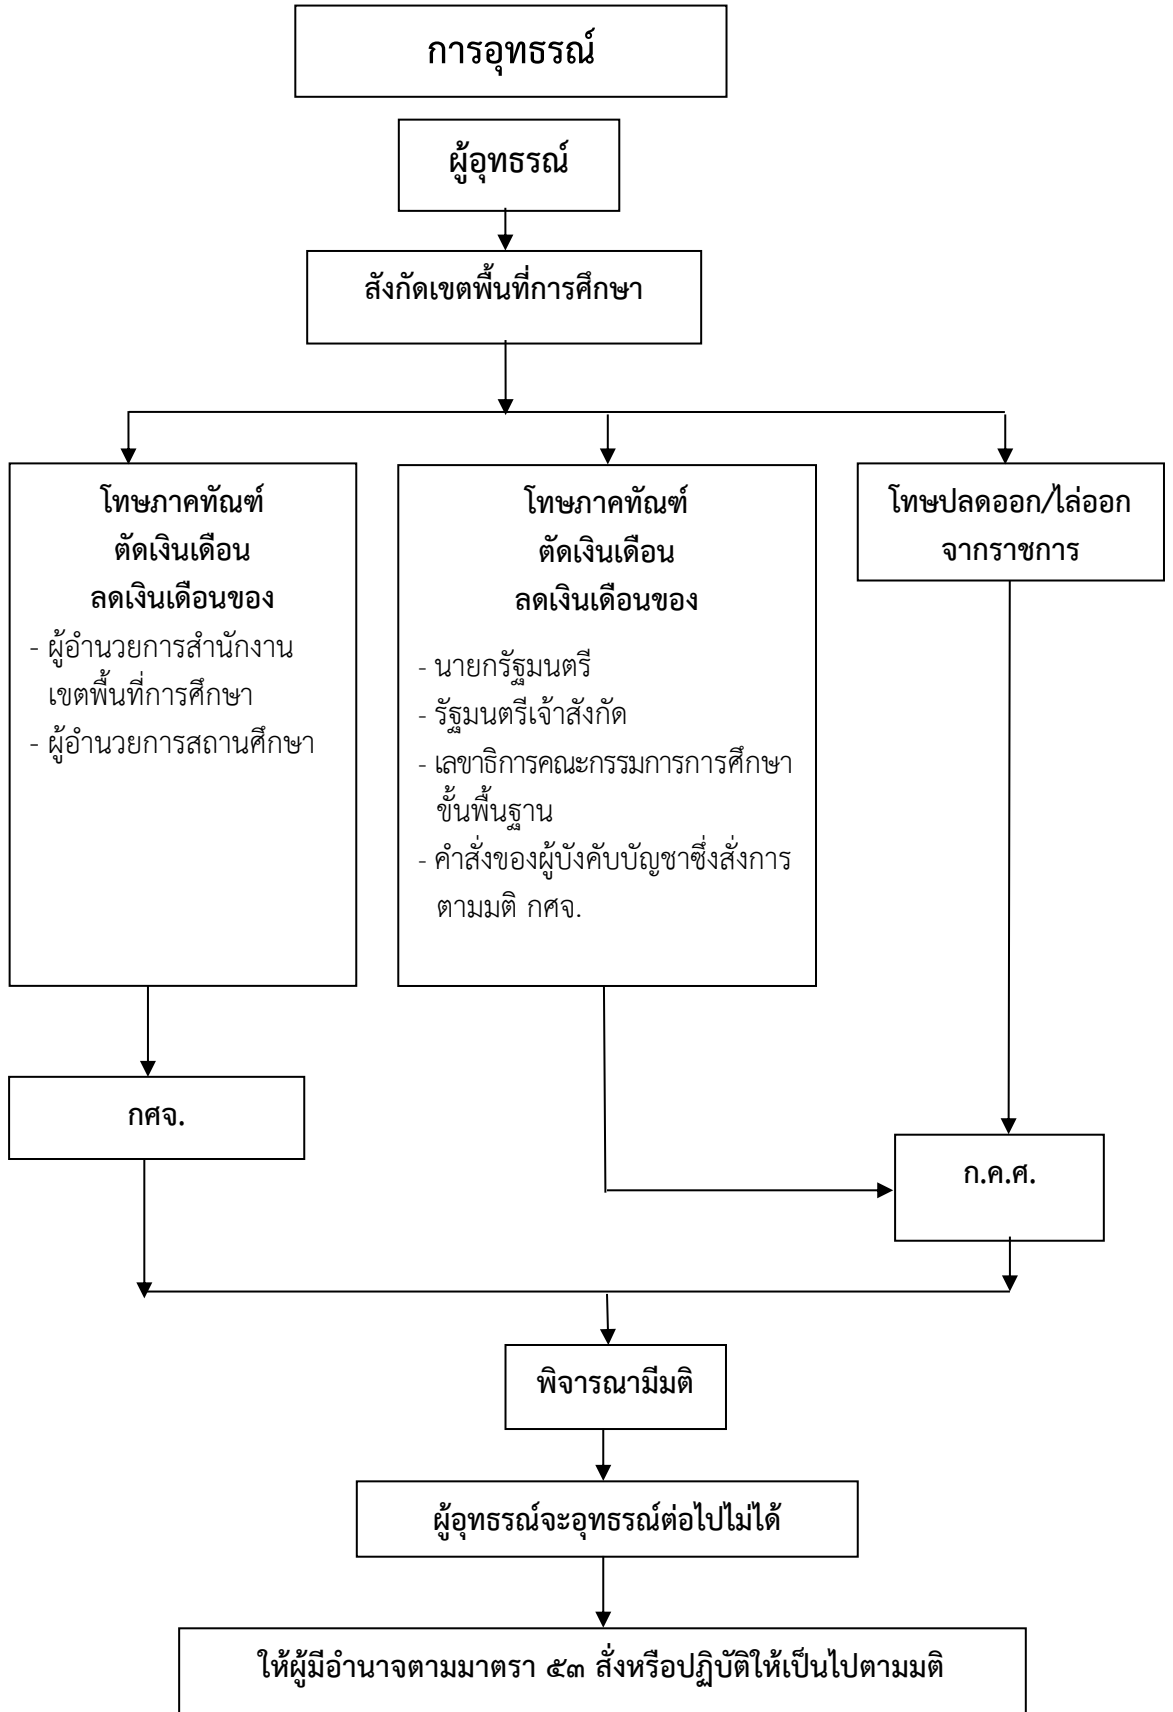 การอุทธรณ์
ผู้อุทธรณ์
สังกัดเขตพื้นที่การศึกษา
โทษภาคทัณฑ์
ตัดเงินเดือน
ลดเงินเดือนของ
- ผู้อำนวยการสำนักงาน
เขตพื้นที่การศึกษา
- ผู้อำนวยการสถานศึกษา
โทษภาคทัณฑ์
ตัดเงินเดือน
ลดเงินเดือนของ
- นายกรัฐมนตรี
- รัฐมนตรีเจ้าสังกัด
- เลขาธิการคณะกรรมการการศึกษา
ขั้นพื้นฐาน
- คำสั่งของผู้บังคับบัญชาซึ่งสั่งการ
ตามมติ กศจ.
โทษปลดออก/ไล่ออก
จากราชการ
กศจ.
ก.ค.ศ.
พิจารณามีมติ
ผู้อุทธรณ์จะอุทธรณ์ต่อไปไม่ได้
ให้ผู้มีอำนาจตามมาตรา ๕๓ สั่งหรือปฏิบัติให้เป็นไปตามมติ